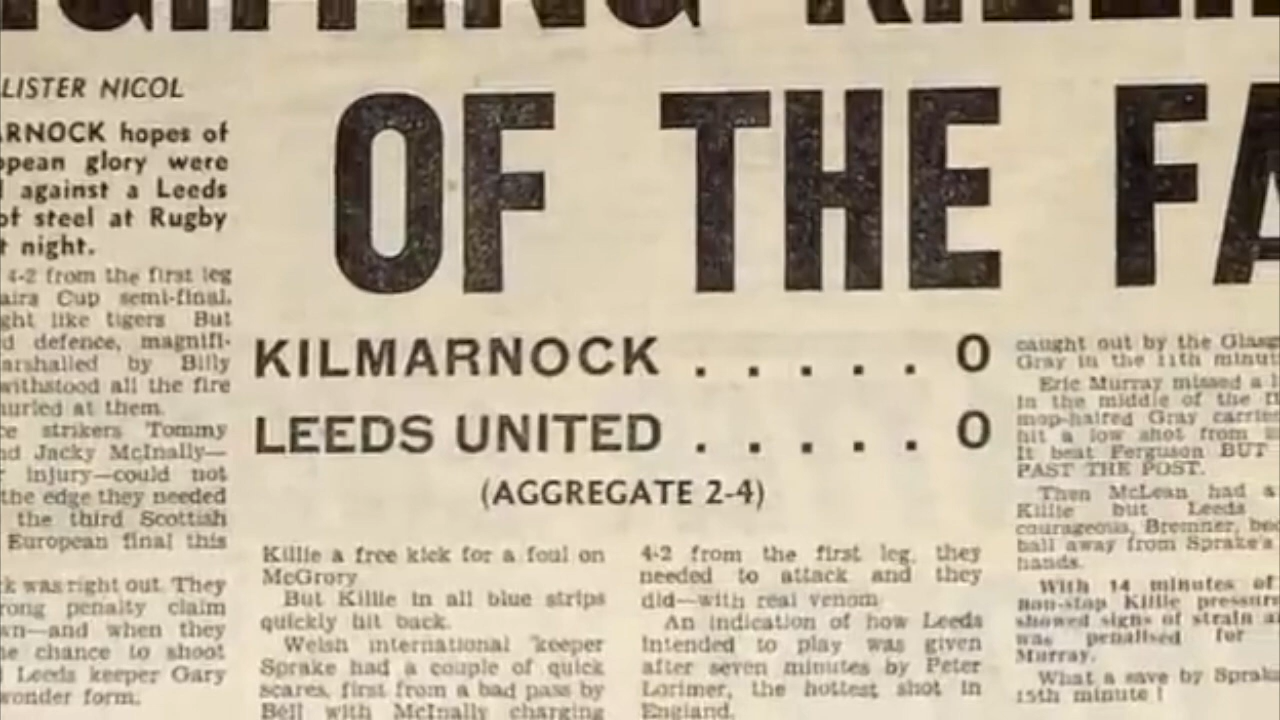 OF THE FA
LISTER NICOL
ARNOCK hopes of
opean glory were
against a Leeds
of steel at Rugby
t night.
4-2 from the first leg
airs Cup semi-final,
ght like tigers But
d defence, magnifi-
arshalled by Billy
withstood all the fire
hurled at them.
ce strikers Tommy
nd Jacky McInally—
r injury—could not
the edge they needed
the third Scottish
European final this
ck was right out. They
rong penalty claim
wn—and when they
he chance to shoot
Leeds keeper Gary
wonder form.
KILMARNOCK . . . . . 0
LEEDS UNITED . . . . . 0
(AGGREGATE 2-4)
Killie a free kick for a foul on
McGrory
But Killie in all blue strips
quickly hit back.
Welsh international 'keeper
Sprake had a couple of quick
scares, first from a bad pass by
Bell with McInally charging
4-2 from the first leg, they
needed to attack and they
did—with real venom
An indication of how Leeds
intended to play was given
after seven minutes by Peter
Lorimer, the hottest shot in
England.
caught out by the Glasg
Gray in the 11th minut
Eric Murray missed a
in the middle of the
mop-haired Gray carrie
hit a low shot from
It beat Ferguson BUT
PAST THE POST.
Then McLean had a
Killie but Leeds
courageous, Bremner, be
ball away from Sprake's
hands.
With 14 minutes of
non-stop Killie pressur
showed signs of strain a
was penalised for
Murray.
What a save by Sprak
15th minute !